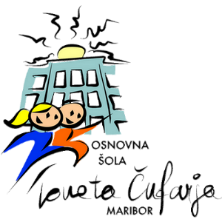 OSNOVNA
ŠOLA
Toneta Čufarja
MARIBOR